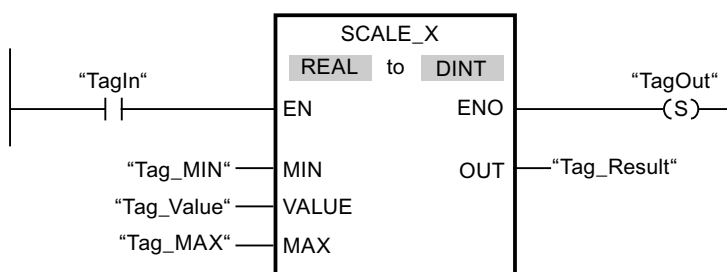 SCALE_X
REAL to DINT
“TagIn“ “TagOut“
EN ENO
(S)
“Tag_MIN“ MIN OUT “Tag_Result“
“Tag_Value“ VALUE
“Tag_MAX“ MAX